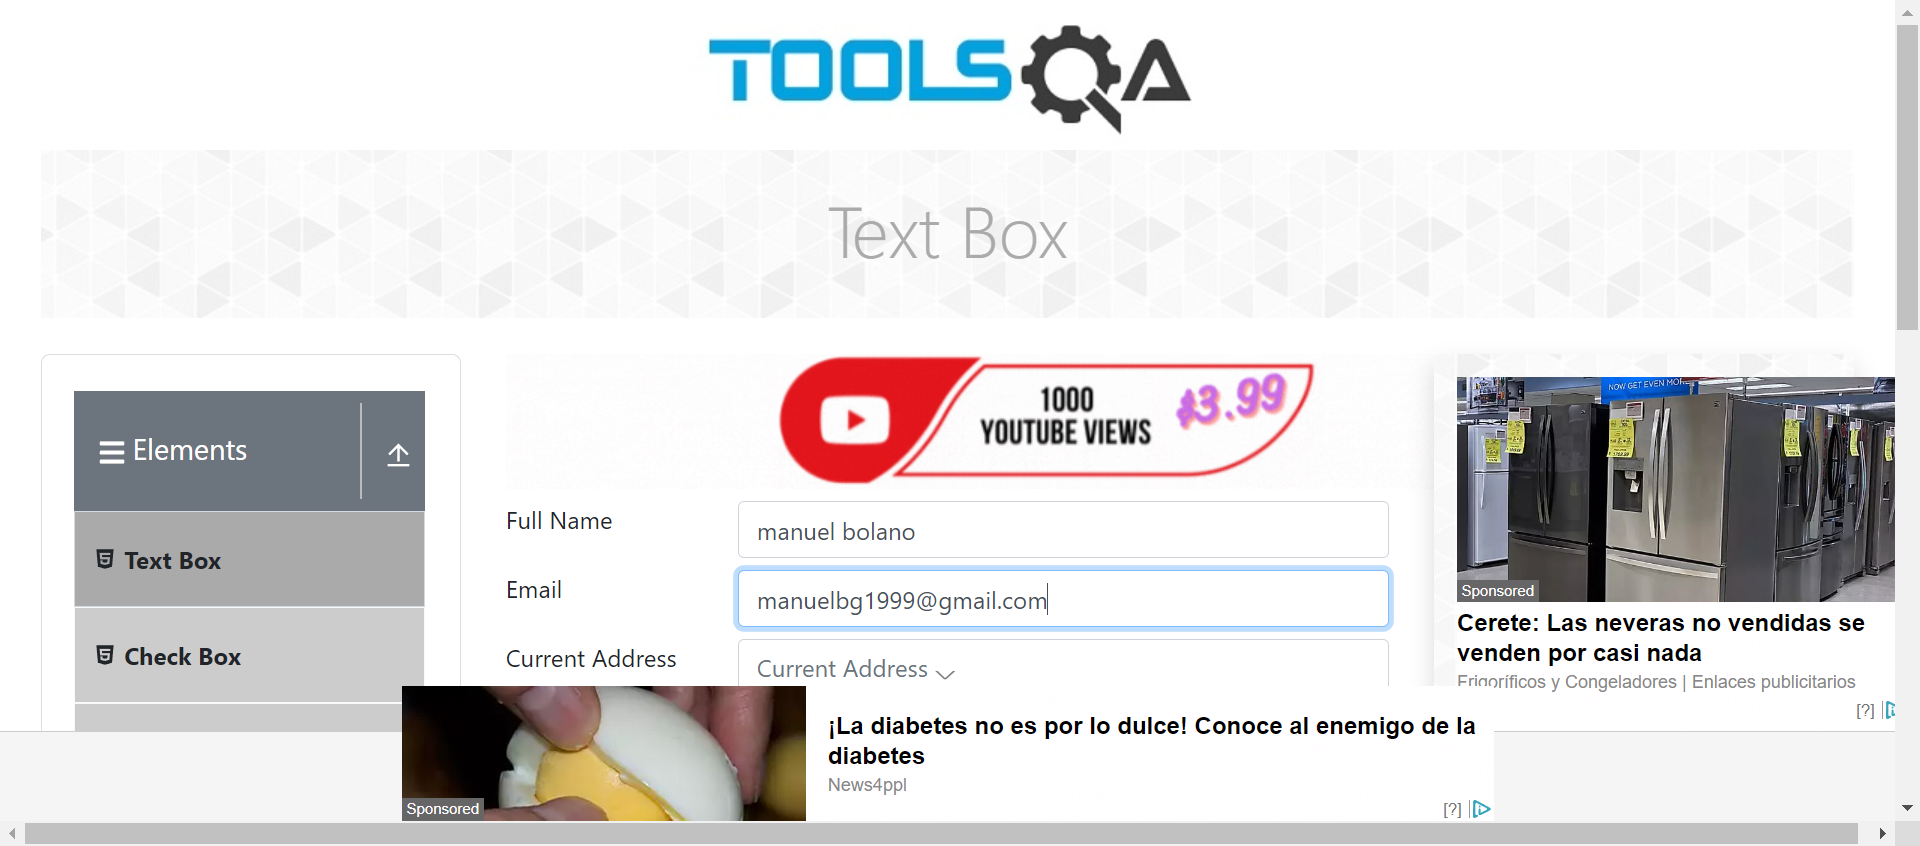 TOOLSQA
Text Box
Elements
Text Box
Check Box
1000
YOUTUBE VIEWS
$3.99
Full Name
manuel bolano
Email
manuelbg1999@gmail.com
Current Address
Current Address
NOW GET EVEN MOR
Sponsored
Cerete: Las neveras no vendidas se
venden por casi nada
Frigoríficos y Congeladores | Enlaces publicitarios
[?]
Sponsored
¡La diabetes no es por lo dulce! Conoce al enemigo de la
diabetes
News4ppl
[?]